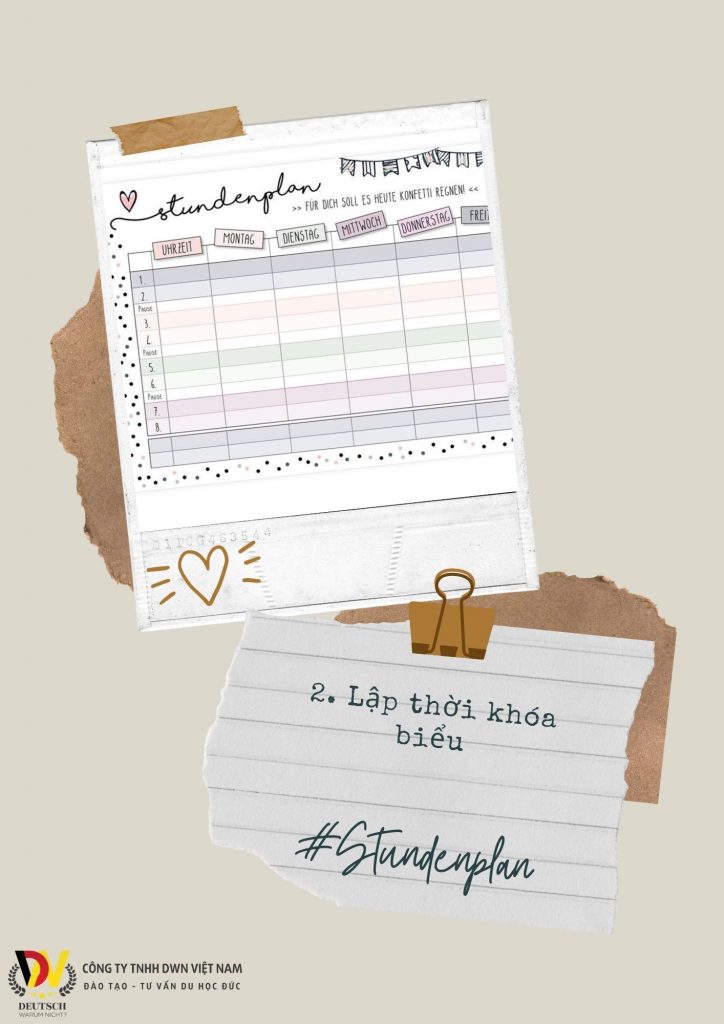 stundenplan
>> FÜR DICH SOLL ES HEUTE KONFETTI REGNEN! <<
UHRZEIT MONTAG DIENSTAG MITTWOCH DONNERSTAG FREI
1.
2.
PAUSE
3.
4.
PAUSE
5.
6.
PAUSE
7.
8.
2. Lập thời khóa
biểu
#Stundenplan
DW
DEUTSCH
WARUM NICHT?
CÔNG TY TNHH DWN VIỆT NAM
ĐÀO TẠO - TƯ VẤN DU HỌC ĐỨC